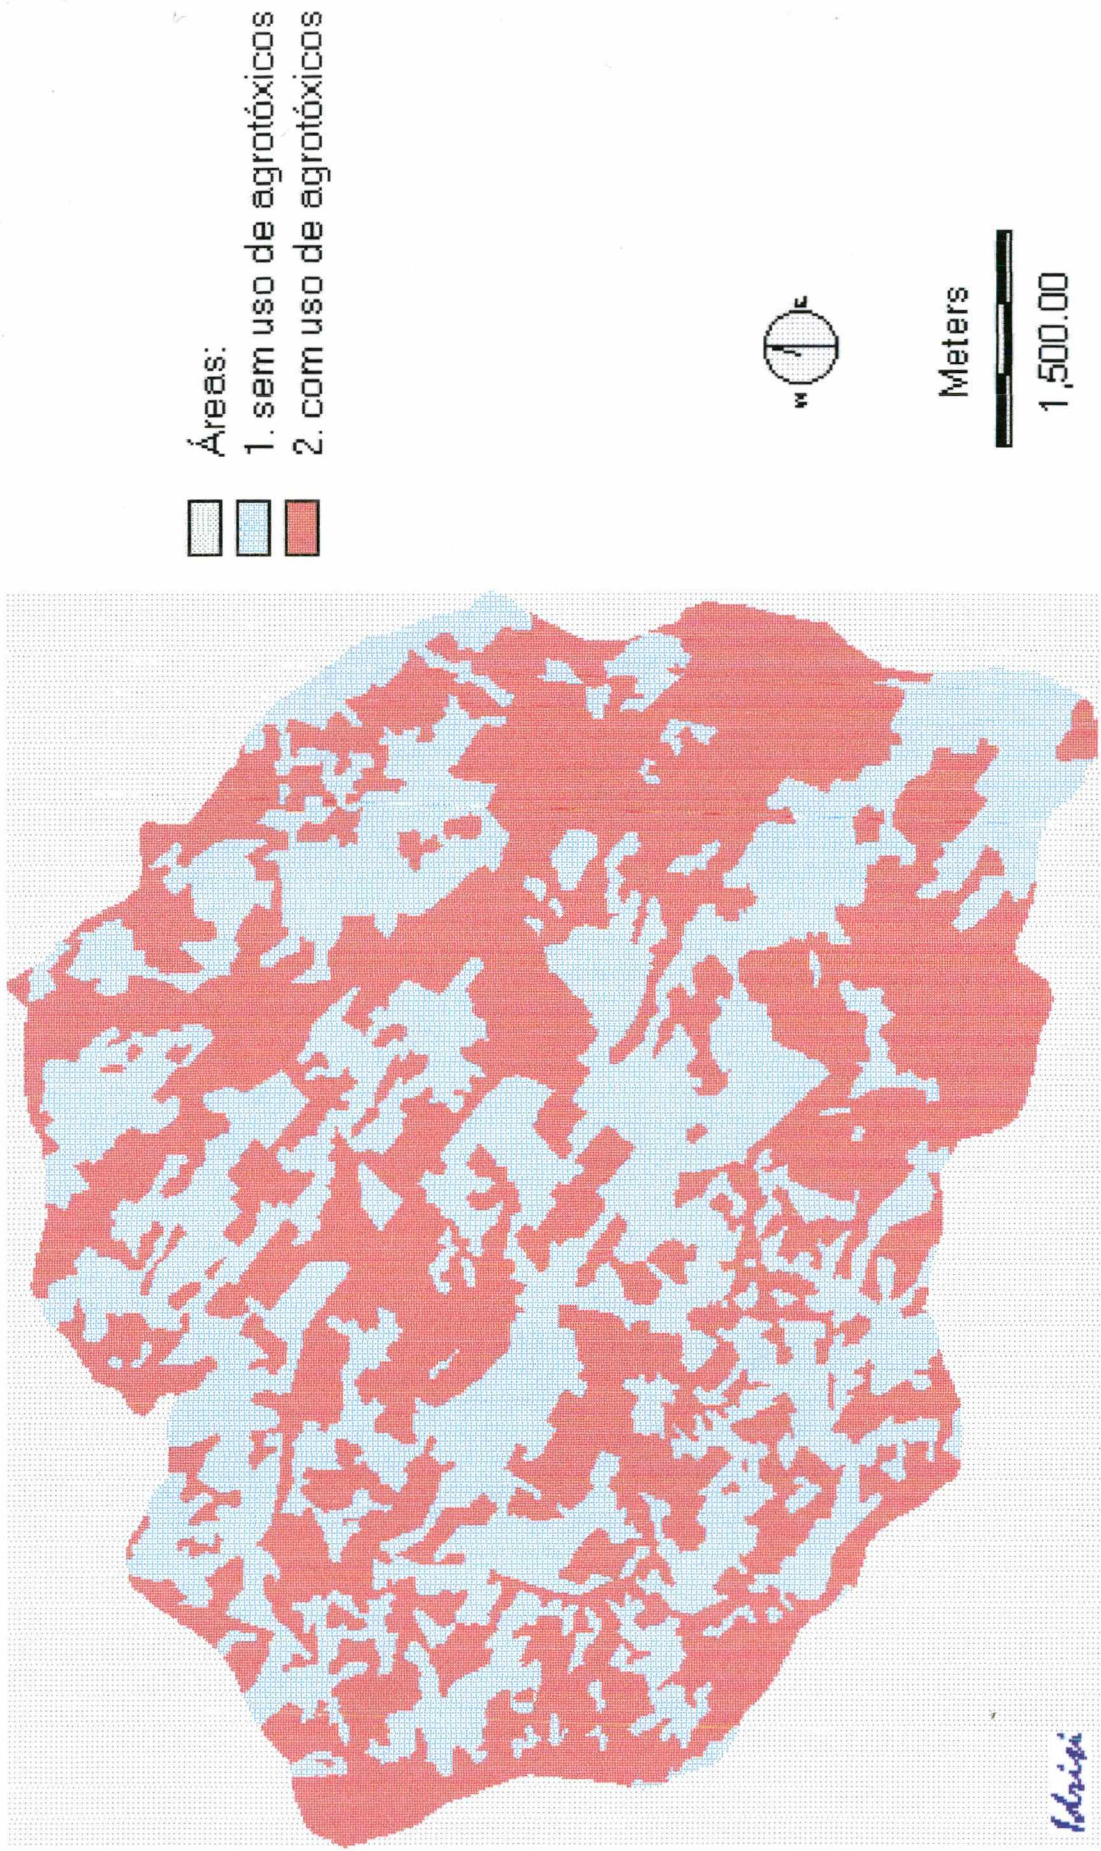 Áreas:
1. sem uso de agrotóxicos
2. com uso de agrotóxicos
W E
Meters
1,500.00
Idrisi